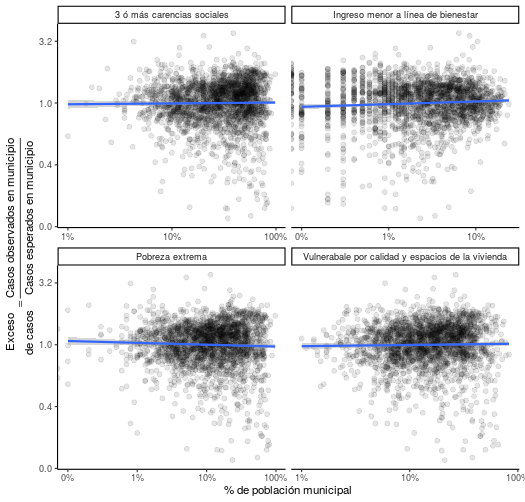 3 ó más carencias sociales
Ingreso menor a línea de bienestar
3.2
1.0
0.4
0.0
1% 10% 100%
0% 1% 10%
Pobreza extrema
Vulnerabale por calidad y espacios de la vivienda
3.2
1.0
0.4
0.0
0% 1% 10% 100%
1% 10% 100%
% de población municipal
Exceso de casos = Casos observados en municipio
Casos esperados en municipio